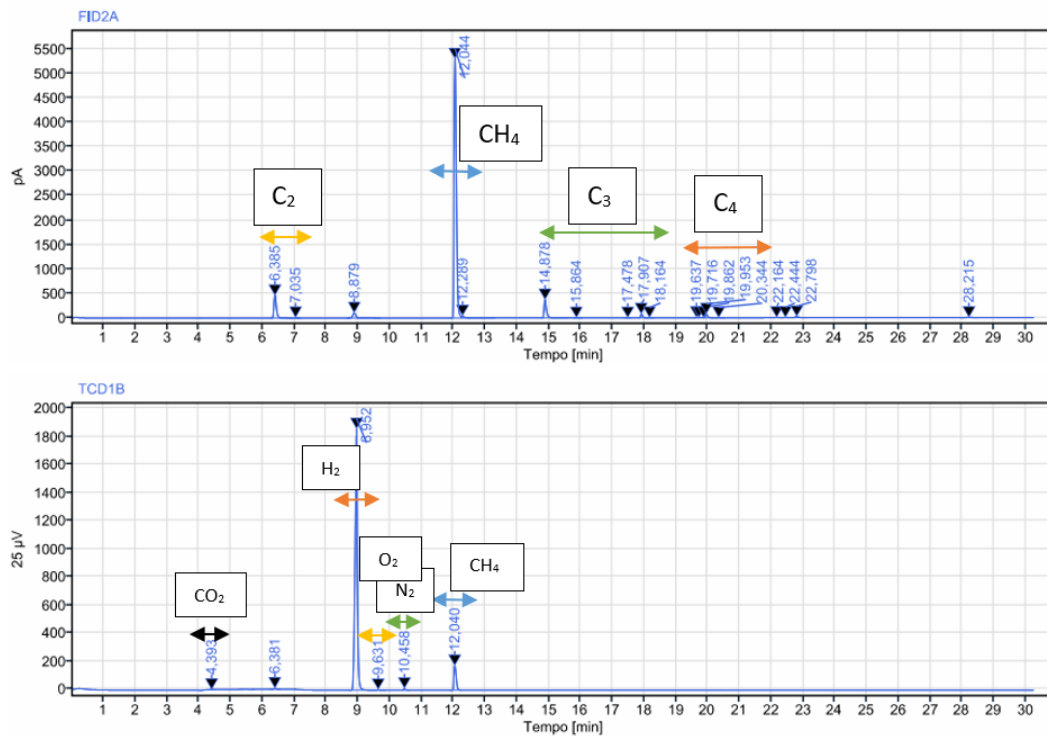 FID2A
pA
5500
5000
4500
4000
3500
3000
2500
2000
1500
1000
500
0
12,044
CH₄
C₂
C₃
C₄
6,385
7,035
8,879
12,289
14,878
15,864
17,478
17,907
18,164
19,637
19,716
19,862
19,953
20,344
22,164
22,444
22,798
28,215
1 2 3 4 5 6 7 8 9 10 11 12 13 14 15 16 17 18 19 20 21 22 23 24 25 26 27 28 29 30
Tempo [min]
TCD1B
25 µV
2000
1800
1600
1400
1200
1000
800
600
400
200
0
8,952
H₂
O₂
N₂
CH₄
CO₂
4,393
6,381
9,631
10,458
12,040
1 2 3 4 5 6 7 8 9 10 11 12 13 14 15 16 17 18 19 20 21 22 23 24 25 26 27 28 29 30
Tempo [min]